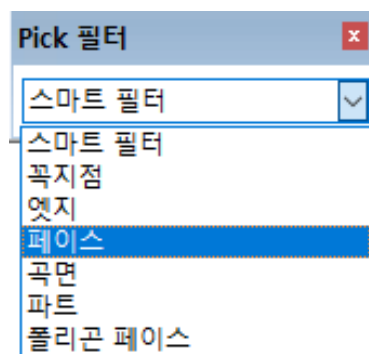 Pick 필터
스마트 필터
스마트 필터
꼭지점
엣지
페이스
곡면
파트
폴리곤 페이스